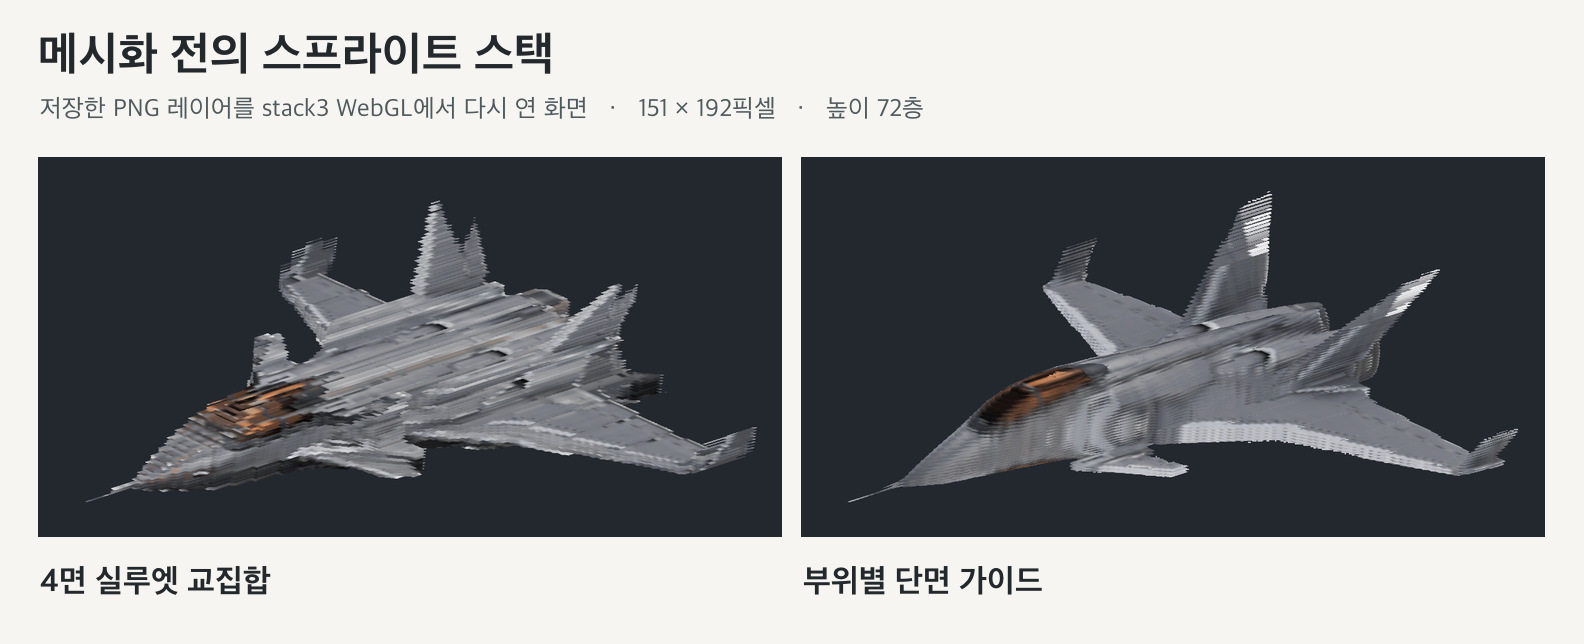 메시화 전의 스프라이트 스택
저장한 PNG 레이어를 stack3 WebGL에서 다시 연 화면 · 151 × 192픽셀 · 높이 72층
4면 실루엣 교집합
부위별 단면 가이드